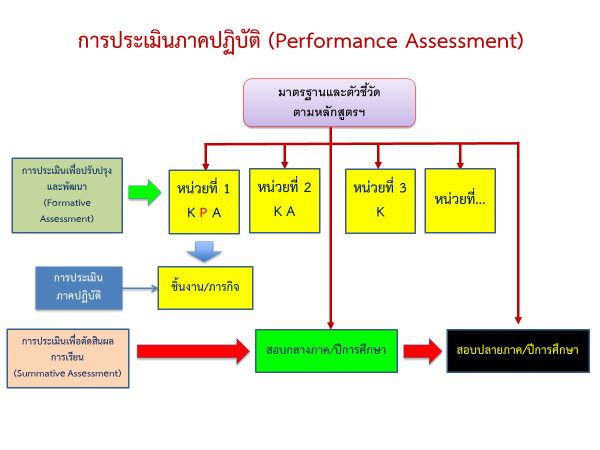 การประเมินภาคปฏิบัติ (Performance Assessment)
มาตรฐานและตัวชี้วัด
ตามหลักสูตรฯ
การประเมินเพื่อปรับปรุง
และพัฒนา
(Formative
Assessment)
หน่วยที่ 1
K P A
หน่วยที่ 2
K A
หน่วยที่ 3
K
หน่วยที่...
การประเมิน
ภาคปฏิบัติ
ชิ้นงาน/ภารกิจ
การประเมินเพื่อตัดสินผล
การเรียน
(Summative Assessment)
สอบกลางภาค/ปีการศึกษา
สอบปลายภาค/ปีการศึกษา